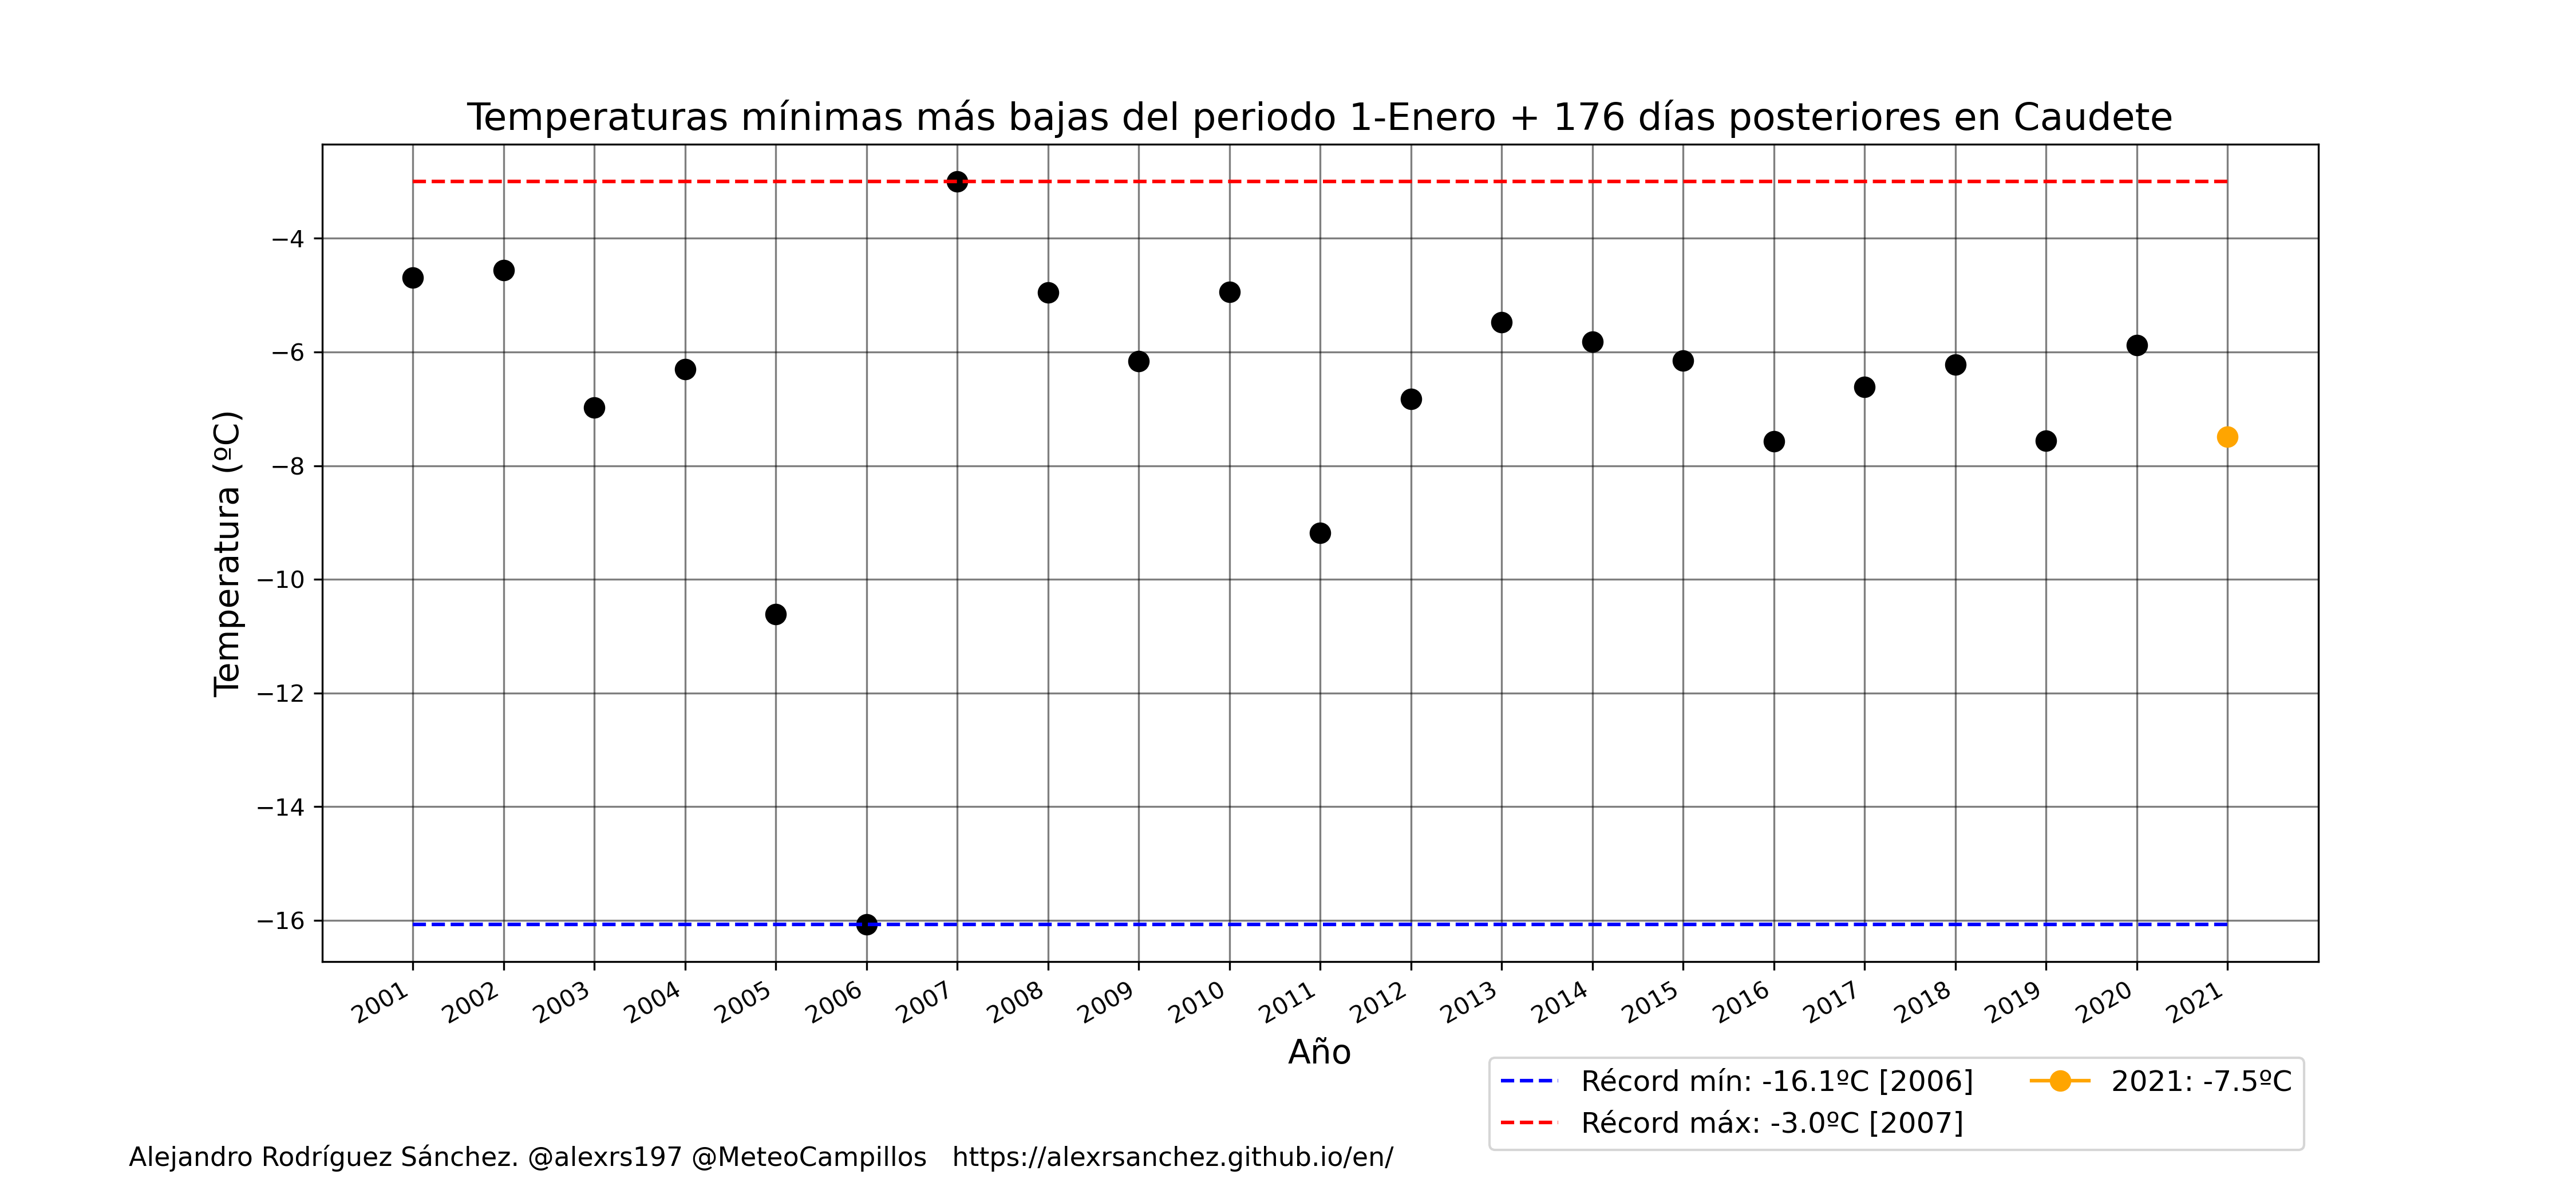 Temperaturas mínimas más bajas del periodo 1-Enero + 176 días posteriores en Caudete
Temperatura (ºC)
−4
−6
−8
−10
−12
−14
−16
2001 2002 2003 2004 2005 2006 2007 2008 2009 2010 2011 2012 2013 2014 2015 2016 2017 2018 2019 2020 2021
Año
Récord mín: -16.1ºC [2006]
Récord máx: -3.0ºC [2007]
2021: -7.5ºC
Alejandro Rodríguez Sánchez. @alexrs197 @MeteoCampillos   https://alexrsanchez.github.io/en/